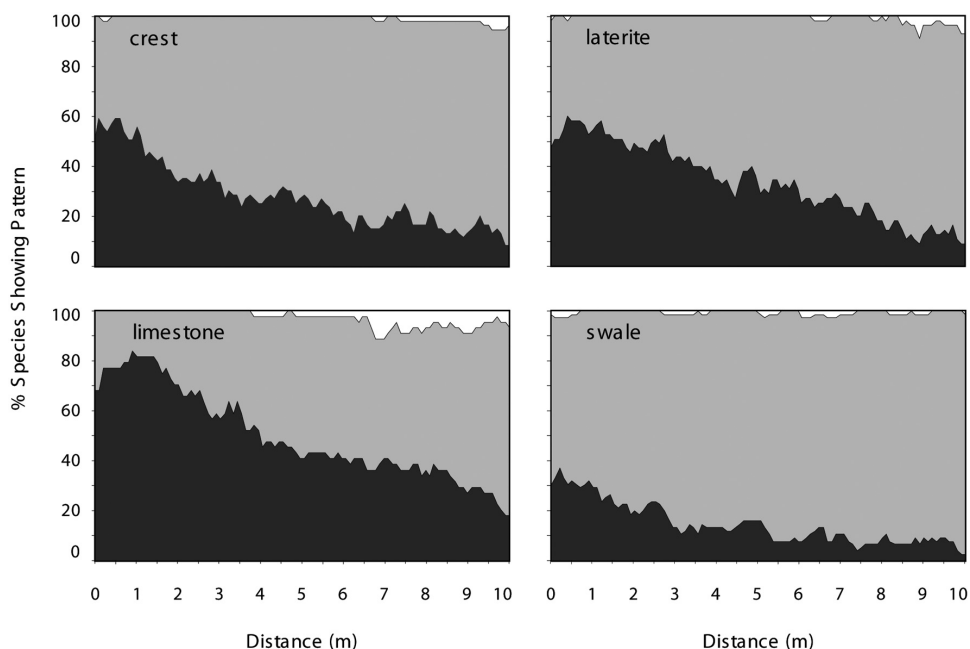 crest
laterite
100
80
60
40
20
0
limestone
swale
100
80
60
40
20
0
% Species Showing Pattern
0 1 2 3 4 5 6 7 8 9 10
0 1 2 3 4 5 6 7 8 9 10
Distance (m)
Distance (m)